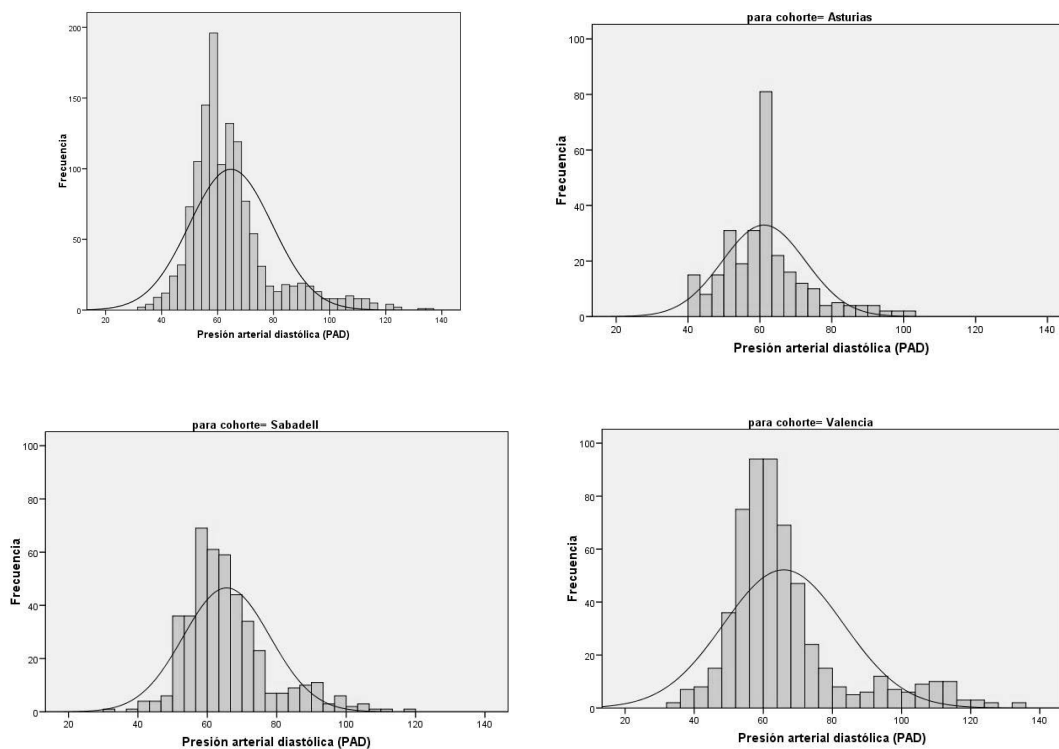 Frecuencia
200
150
100
50
0
20 40 60 80 100 120 140
Presión arterial diastólica (PAD)
para cohorte= Asturias
Frecuencia
100
80
60
40
20
0
20 40 60 80 100 120 140
Presión arterial diastólica (PAD)
para cohorte= Sabadell
Frecuencia
100
80
60
40
20
0
20 40 60 80 100 120 140
Presión arterial diastólica (PAD)
para cohorte= Valencia
Frecuencia
100
80
60
40
20
0
20 40 60 80 100 120 140
Presión arterial diastólica (PAD)